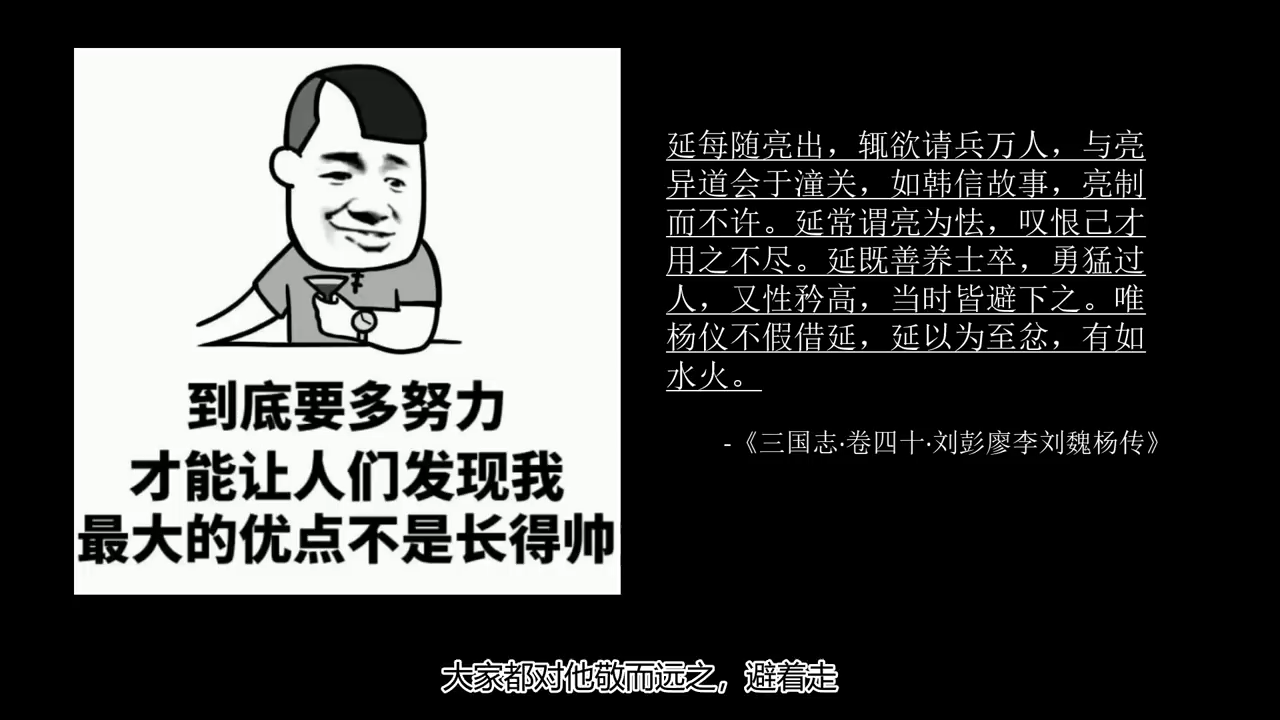 到底要多努力
才能让人们发现我
最大的优点不是长得帅
延每随亮出，辄欲请兵万人，与亮
异道会于潼关，如韩信故事，亮制
而不许。延常谓亮为怯，叹恨己才
用之不尽。延既善养士卒，勇猛过
人，又性矜高，当时皆避下之。唯
杨仪不假借延，延以为至忿，有如
水火。
-《三国志·卷四十·刘彭廖李刘魏杨传》
大家都对他敬而远之，避着走